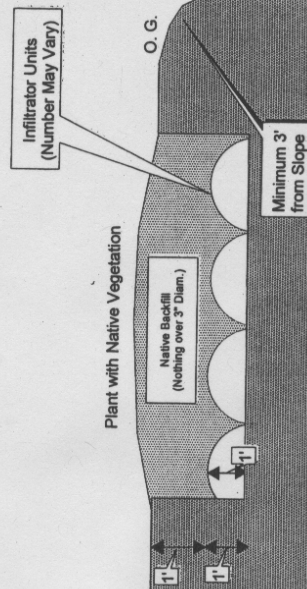 Infiltrator Units
(Number May Vary)
O. G.
Plant with Native Vegetation
Native Backfill
(Nothing over 3" Diam.)
Minimum 3'
from Slope
1'
1'
1'